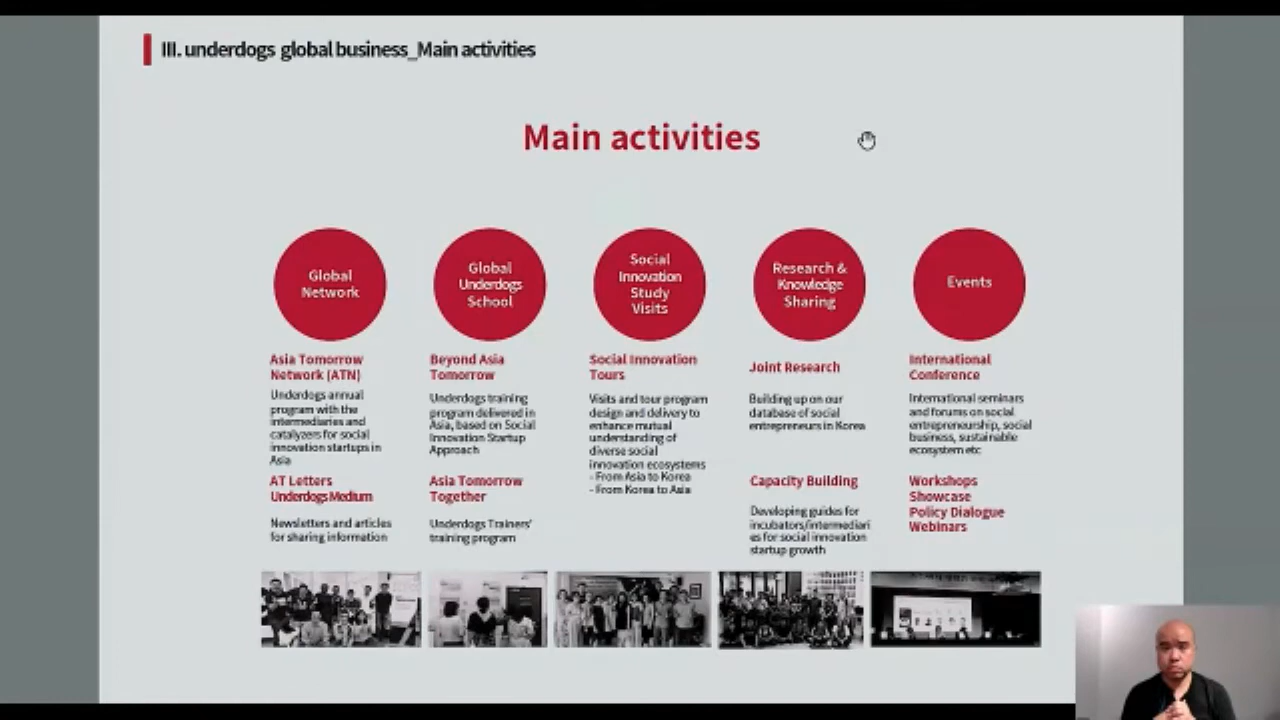 III. underdogs global business_Main activities
Main activities
Global
Network
Global
Underdogs
School
Social
Innovation
Study
Visits
Research &
Knowledge
Sharing
Events
Asia Tomorrow
Network (ATN)
Underdogs annual
program with the
intermediaries and
catalyzers for social
innovation startups in
Asia
AT Letters
Underdogs Medium
Newsletters and articles
for sharing information
Beyond Asia
Tomorrow
Underdogs training
program delivered in
Asia, based on Social
Innovation Startup
Approach
Asia Tomorrow
Together
Underdogs Trainers'
training program
Social Innovation
Tours
Visits and tour program
design and delivery to
enhance mutual
understanding of
diverse social
innovation ecosystems
- From Asia to Korea
- From Korea to Asia
Joint Research
Building up on our
database of social
entrepreneurs in Korea
Capacity Building
Developing guides for
incubators/intermediari
es for social innovation
startup growth
International
Conference
International seminars
and forums on social
entrepreneurship, social
business, sustainable
ecosystem etc
Workshops
Showcase
Policy Dialogue
Webinars